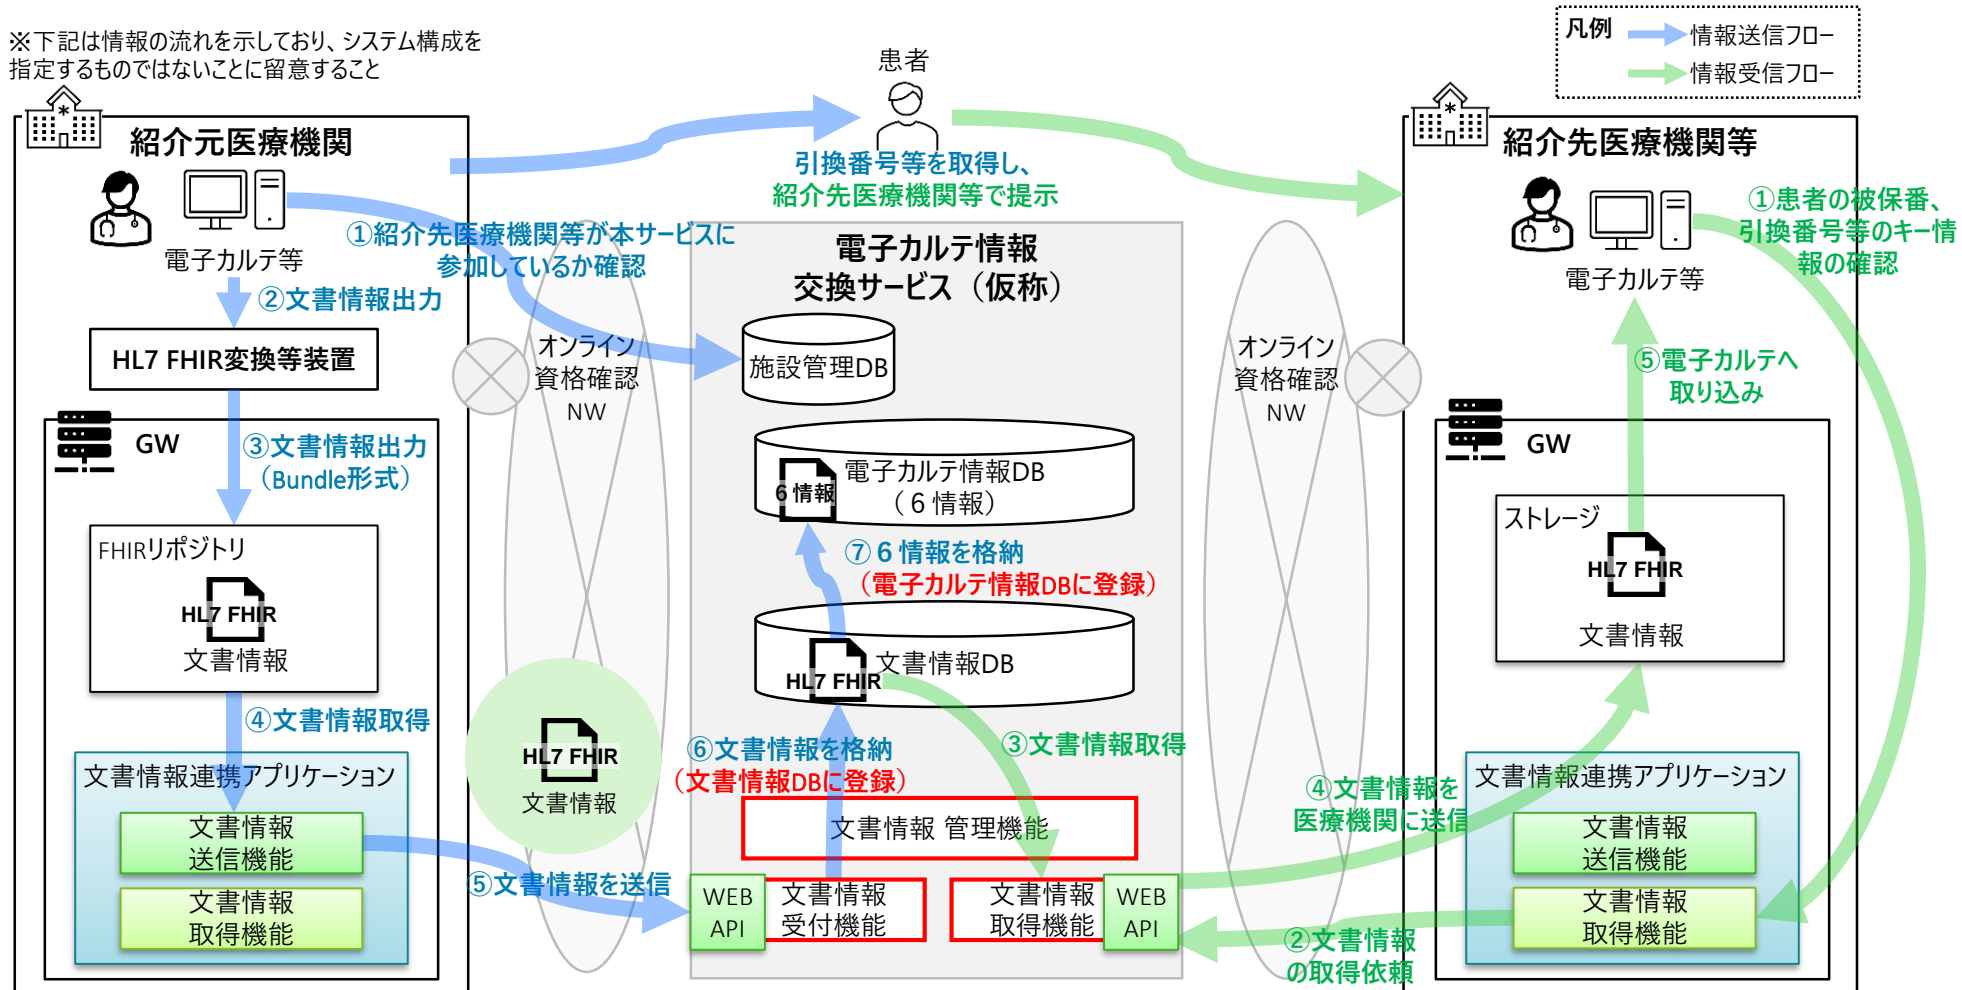 ※下記は情報の流れを示しており、システム構成を
指定するものではないことに留意すること
凡例
情報送信フロー
情報受信フロー
患者
引換番号等を取得し、
紹介先医療機関等で提示
紹介元医療機関
電子カルテ等
①紹介先医療機関等が本サービスに
参加しているか確認
②文書情報出力
HL7 FHIR変換等装置
GW
③文書情報出力
（Bundle形式）
FHIRリポジトリ
HL7 FHIR
文書情報
④文書情報取得
文書情報連携アプリケーション
文書情報
送信機能
文書情報
取得機能
オンライン
資格確認
NW
HL7 FHIR
文書情報
⑤文書情報を送信
電子カルテ情報
交換サービス（仮称）
施設管理DB
6情報
電子カルテ情報DB
（６情報）
⑦６情報を格納
（電子カルテ情報DBに登録）
HL7 FHIR
文書情報DB
⑥文書情報を格納
（文書情報DBに登録）
③文書情報取得
文書情報 管理機能
WEB
API
文書情報
受付機能
文書情報
取得機能
WEB
API
オンライン
資格確認
NW
④文書情報を
医療機関に送信
②文書情報
の取得依頼
紹介先医療機関等
電子カルテ等
①患者の被保番、
引換番号等のキー情
報の確認
⑤電子カルテへ
取り込み
GW
ストレージ
HL7 FHIR
文書情報
文書情報連携アプリケーション
文書情報
送信機能
文書情報
取得機能